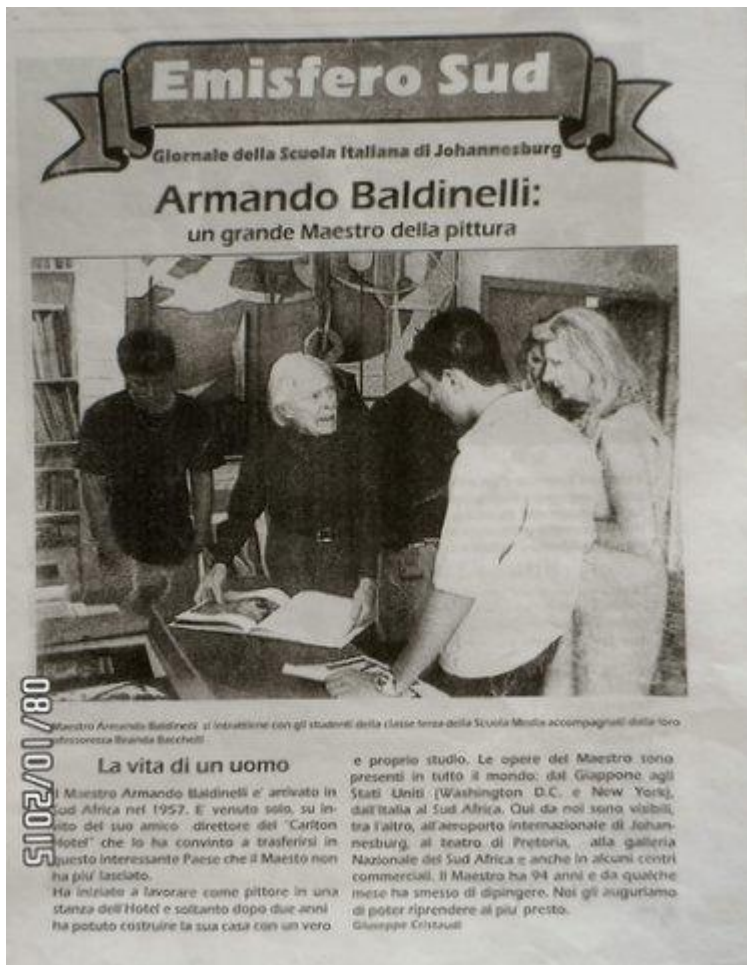 Emisfero Sud
Giornale della Scuola Italiana di Johannesburg
Armando Baldinelli:
un grande Maestro della pittura
Maestro Armando Baldinelli si intrattiene con gli studenti della classe terza della Scuola Media accompagnati dalla loro
La vita di un uomo
Il Maestro Armando Baldinelli e' arrivato in
Sud Africa nel 1957. E' venuto solo, su in-
del suo amico direttore del "Carlton
Hotel" che lo ha convinto a trasferirsi in
questo interessante Paese che il Maesto non
ha piu' lasciato.
Ha iniziato a lavorare come pittore in una
stanza dell'Hotel e soltanto dopo due anni
ha potuto costruire la sua casa con un vero
e proprio studio. Le opere del Maestro sono
presenti in tutto il mondo: dal Giappone agli
Stati Uniti (Washington D.C. e New York),
dall'Italia al Sud Africa. Qui da noi sono visibili,
tra l'altro, all'aeroporto internazionale di Johan-
nesburg, al teatro di Pretoria, alla galleria
Nazionale del Sud Africa e anche in alcuni centri
commerciali. Il Maestro ha 94 anni e da qualche
mese ha smesso di dipingere. Noi gli auguriamo
di poter riprendere al piu' presto.
Giuseppe Cristaudi
08/10/2015